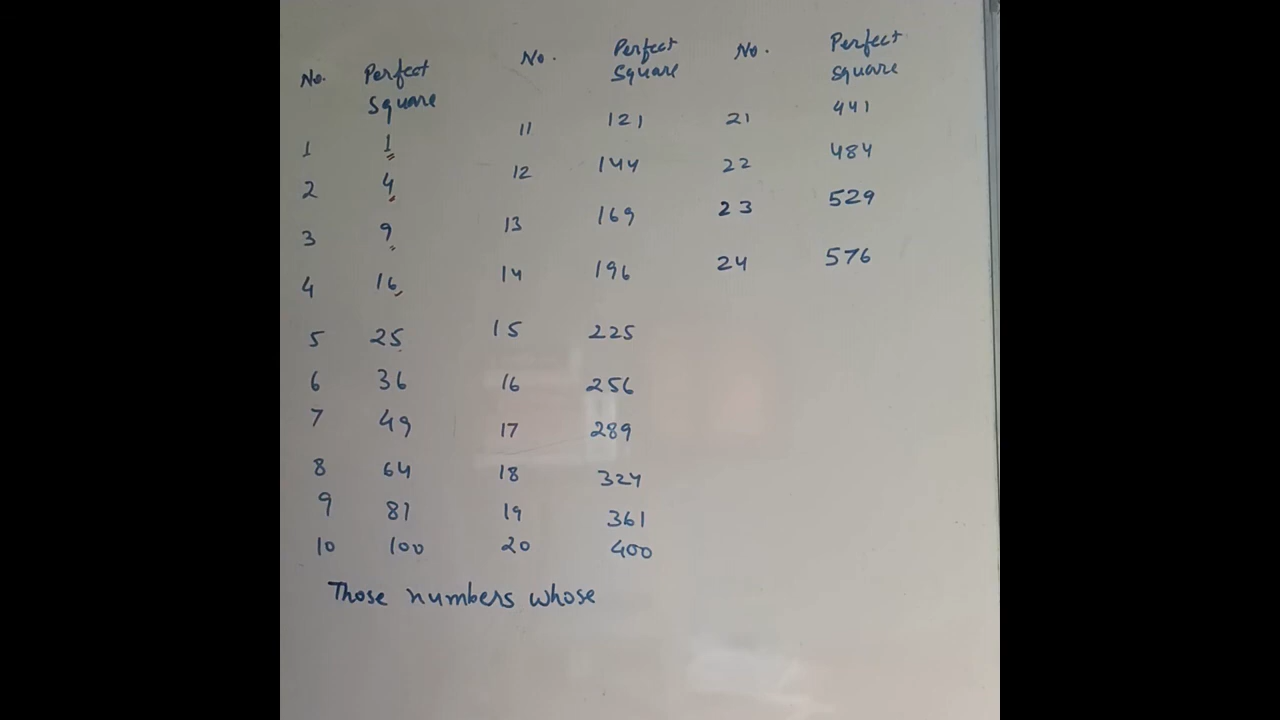 No. Perfect Square No. Perfect Square No. Perfect Square
1 1 11 121 21 441
2 4 12 144 22 484
3 9 13 169 23 529
4 16 14 196 24 576
5 25 15 225
6 36 16 256
7 49 17 289
8 64 18 324
9 81 19 361
10 100 20 400
Those numbers whose